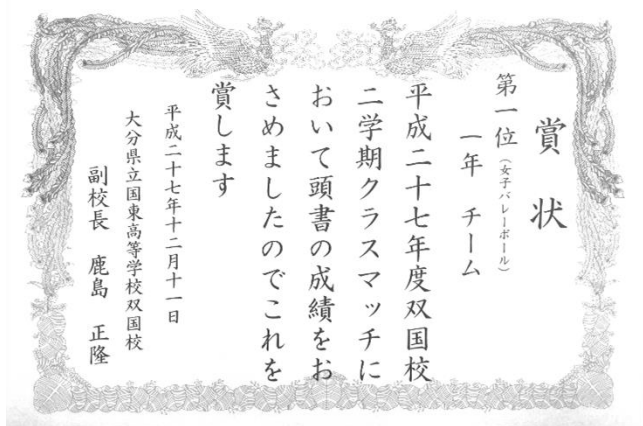 賞状
第一位(女子バレーボール)
一年 チーム
平成二十七年度双国校
二学期クラスマッチに
おいて頭書の成績をお
さめましたのでこれを
賞します
平成二十七年十二月十一日
大分県立国東高等学校双国校
副校長 鹿島 正隆